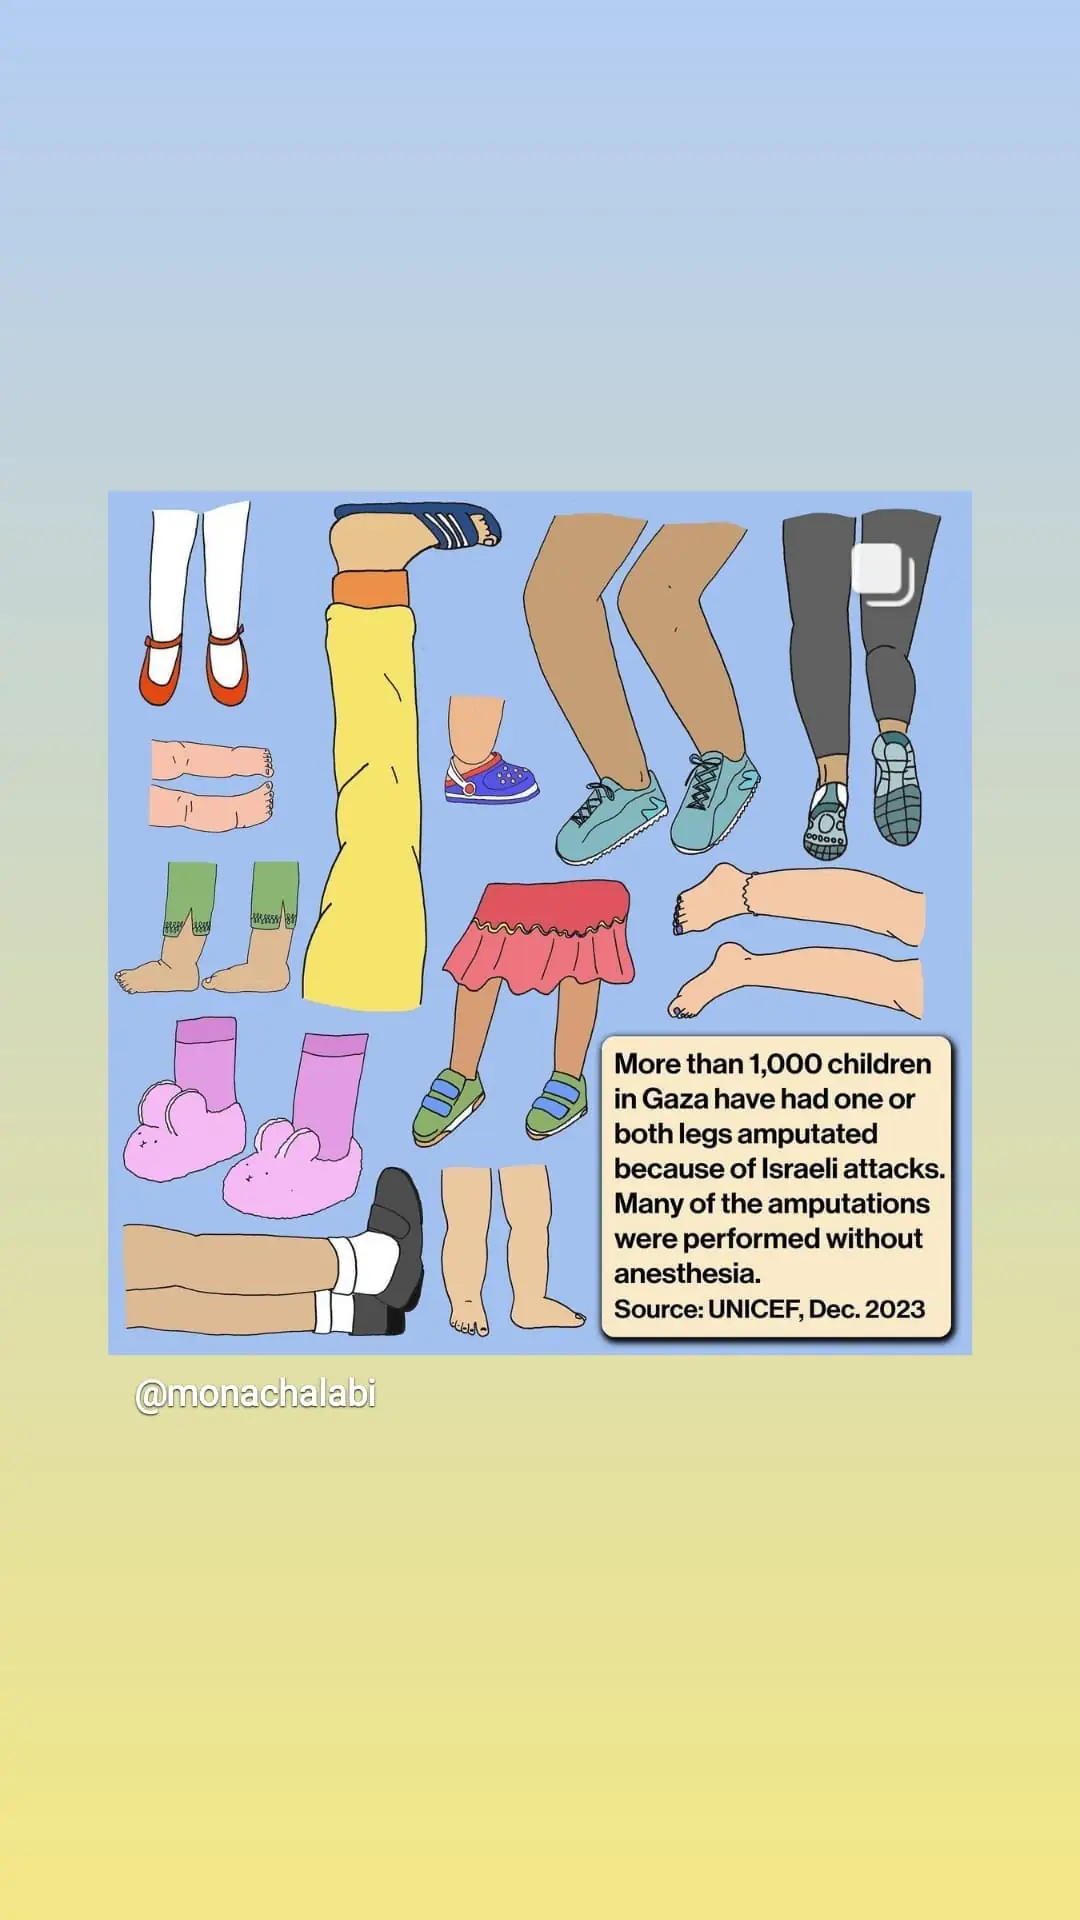 More than 1,000 children
in Gaza have had one or
both legs amputated
because of Israeli attacks.
Many of the amputations
were performed without
anesthesia.
Source: UNICEF, Dec. 2023
@monachalabi